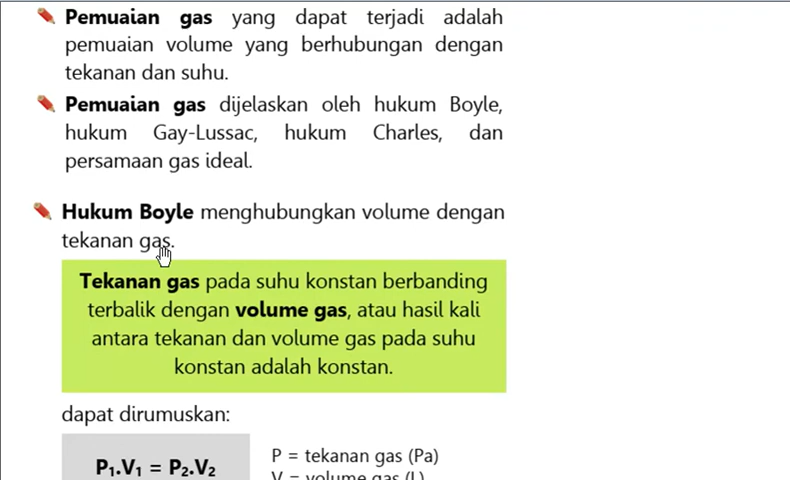 Pemuaian gas yang dapat terjadi adalah
pemuaian volume yang berhubungan dengan
tekanan dan suhu.
Pemuaian gas dijelaskan oleh hukum Boyle,
hukum Gay-Lussac, hukum Charles, dan
persamaan gas ideal.
Hukum Boyle menghubungkan volume dengan
tekanan gas.
Tekanan gas pada suhu konstan berbanding
terbalik dengan volume gas, atau hasil kali
antara tekanan dan volume gas pada suhu
konstan adalah konstan.
dapat dirumuskan:
P₁.V₁ = P₂.V₂
P = tekanan gas (Pa)
V = volume gas (L)